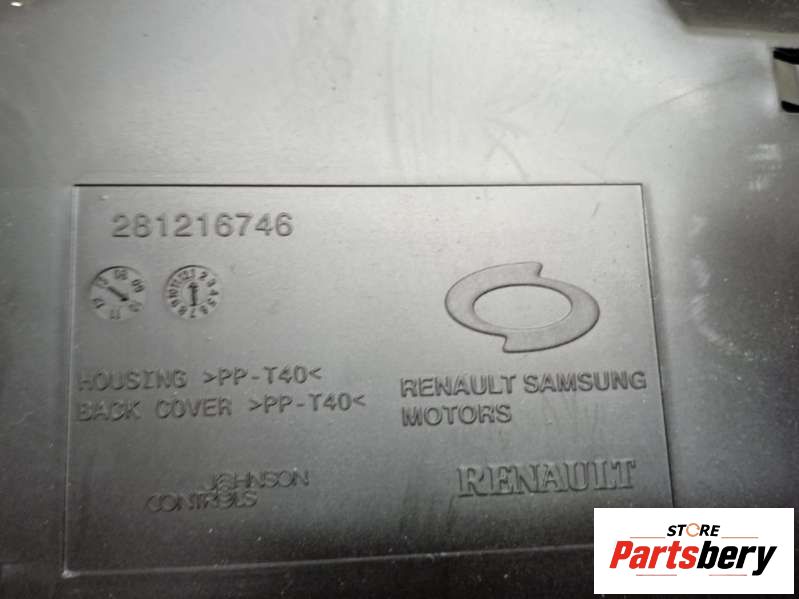 281216746
HOUSING >PP-T40<
BACK COVER >PP-T40<
RENAULT SAMSUNG
MOTORS
JOHNSON
CONTROLS
RENAULT
STORE
Partsbery